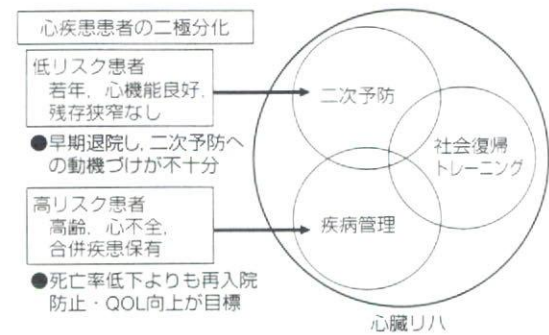 心疾患患者の二極分化
低リスク患者
若年，心機能良好，
残存狭窄なし
●早期退院し，二次予防へ
の動機づけが不十分
高リスク患者
高齢，心不全，
合併疾患保有
●死亡率低下よりも再入院
防止・QOL向上が目標
二次予防
社会復帰
トレーニング
疾病管理
心臓リハ